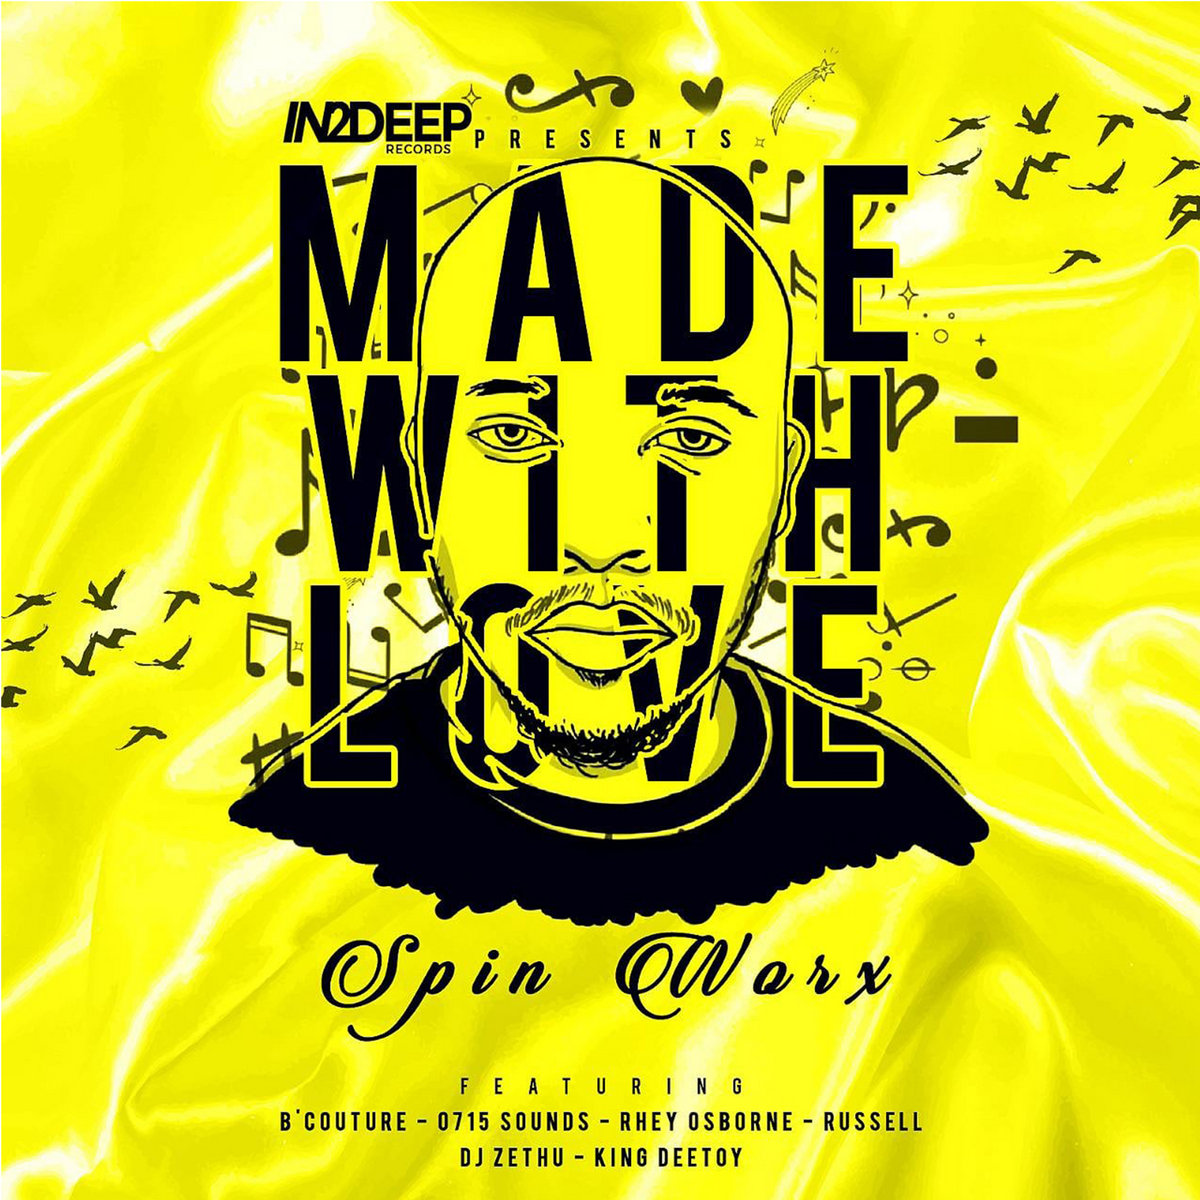 IN2DEEP
RECORDS
PRESENTS
MADE
WITH
LOVE
Spin Worx
FEATURING
B'COUTURE - 0715 SOUNDS - RHEY OSBORNE - RUSSELL
DJ ZETHU - KING DEETOY